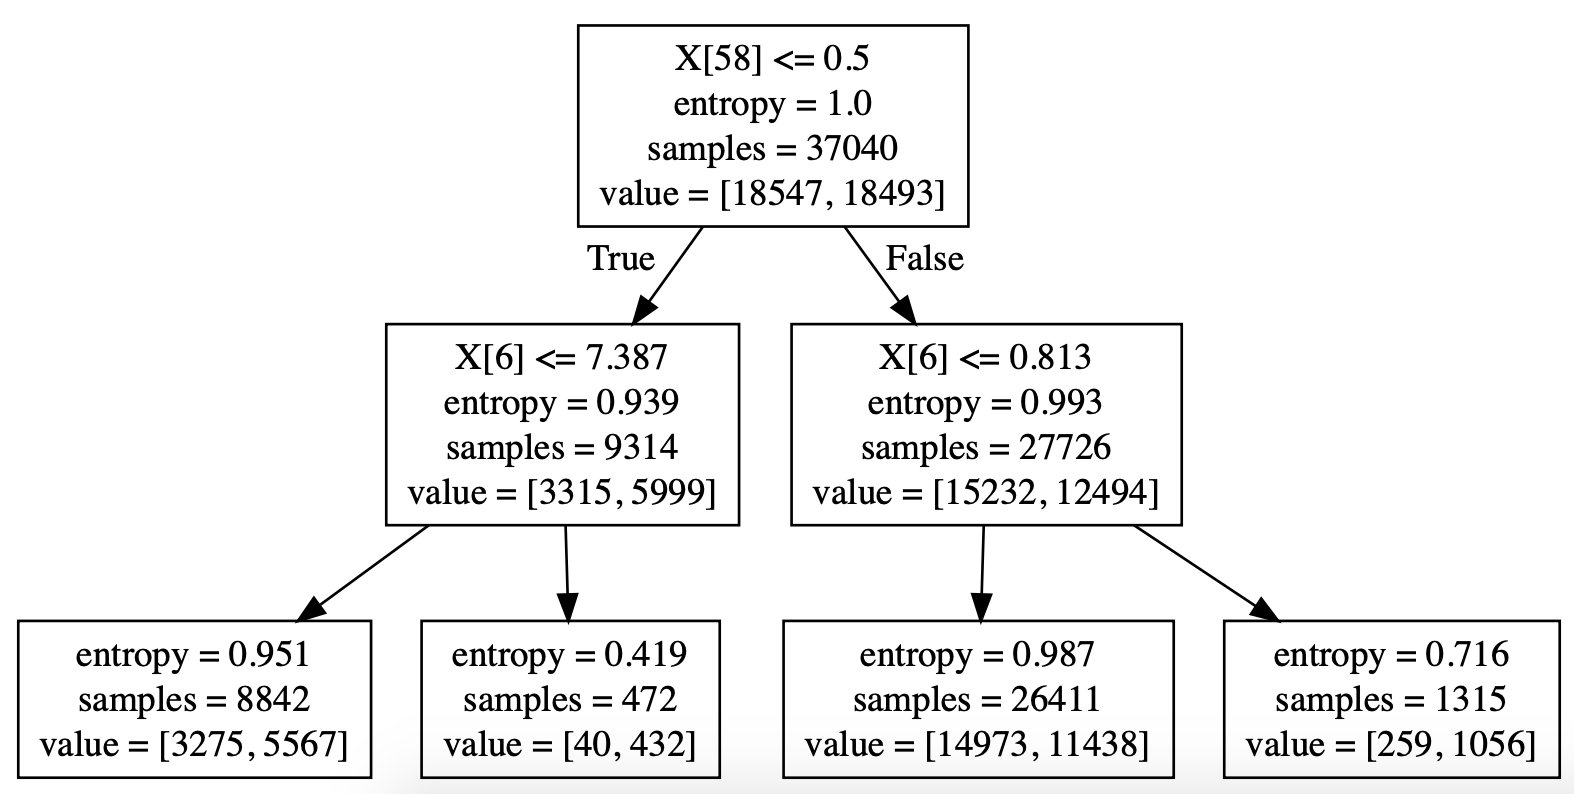 X[58] <= 0.5
entropy = 1.0
samples = 37040
value = [18547, 18493]
True
False
X[6] <= 7.387
entropy = 0.939
samples = 9314
value = [3315, 5999]
X[6] <= 0.813
entropy = 0.993
samples = 27726
value = [15232, 12494]
entropy = 0.951
samples = 8842
value = [3275, 5567]
entropy = 0.419
samples = 472
value = [40, 432]
entropy = 0.987
samples = 26411
value = [14973, 11438]
entropy = 0.716
samples = 1315
value = [259, 1056]